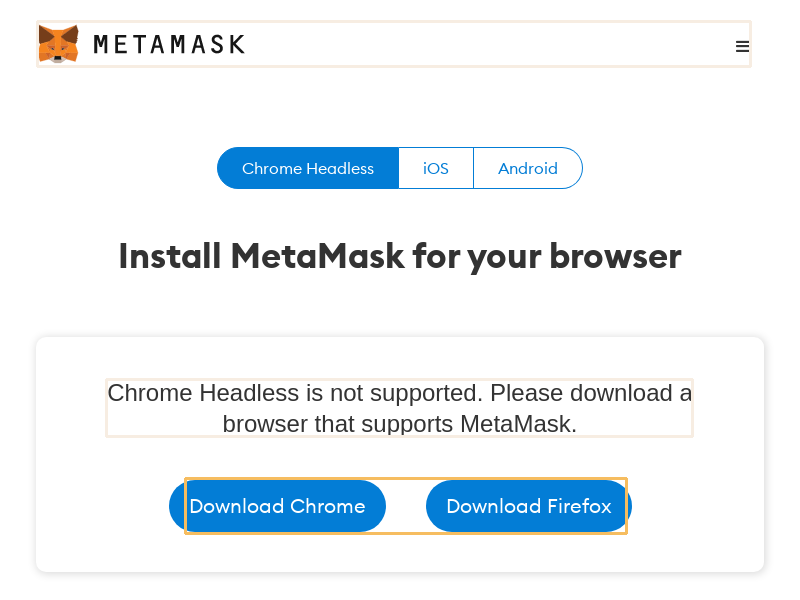 METAMASK
Chrome Headless
iOS
Android
Install MetaMask for your browser
Chrome Headless is not supported. Please download a
browser that supports MetaMask.
Download Chrome
Download Firefox